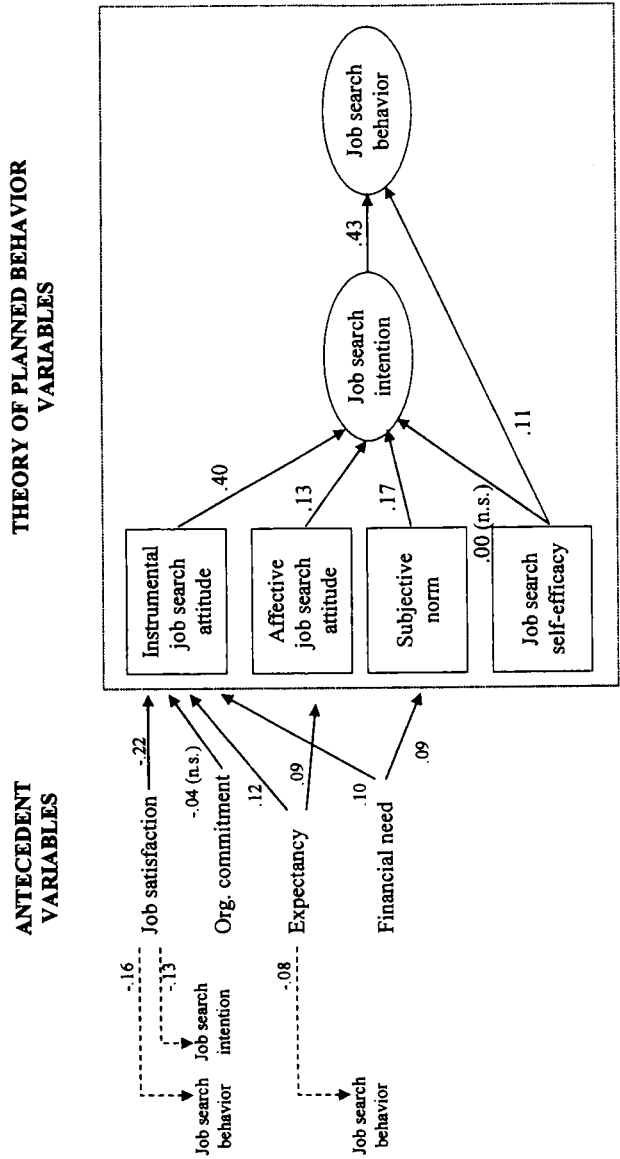 ANTECEDENT
VARIABLES
THEORY OF PLANNED BEHAVIOR
VARIABLES
Job satisfaction
Org. commitment
Expectancy
Financial need
-.16
-.13
Job search
behavior
Job search
intention
-.08
Job search
behavior
-.22
-.04 (n.s.)
.12
.09
.10
.09
Instrumental
job search
attitude
Affective
job search
attitude
Subjective
norm
Job search
self-efficacy
.40
.13
.17
.00 (n.s.)
.11
Job search
intention
.43
Job search
behavior